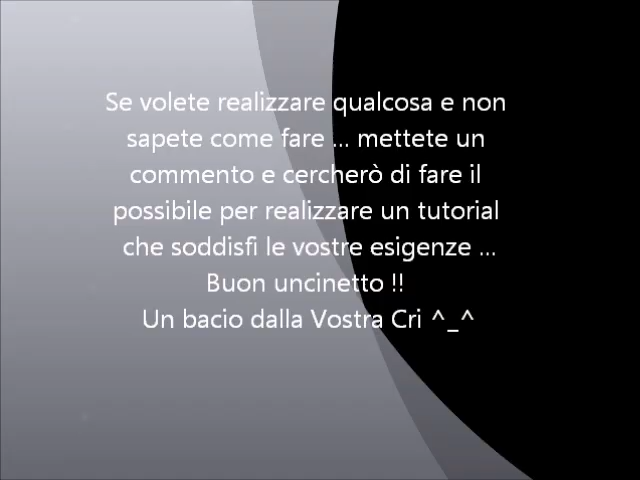 Se volete realizzare qualcosa e non
sapete come fare ... mettete un
commento e cercherò di fare il
possibile per realizzare un tutorial
che soddisfi le vostre esigenze ...
Buon uncinetto !!
Un bacio dalla Vostra Cri ^_^